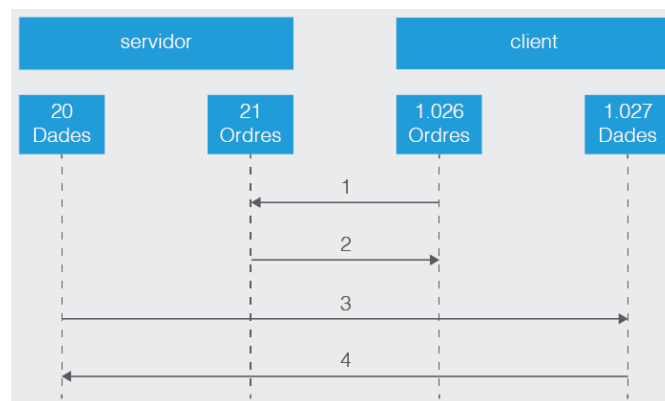 servidor
client
20
Dades
21
Ordres
1.026
Ordres
1.027
Dades
1
2
3
4